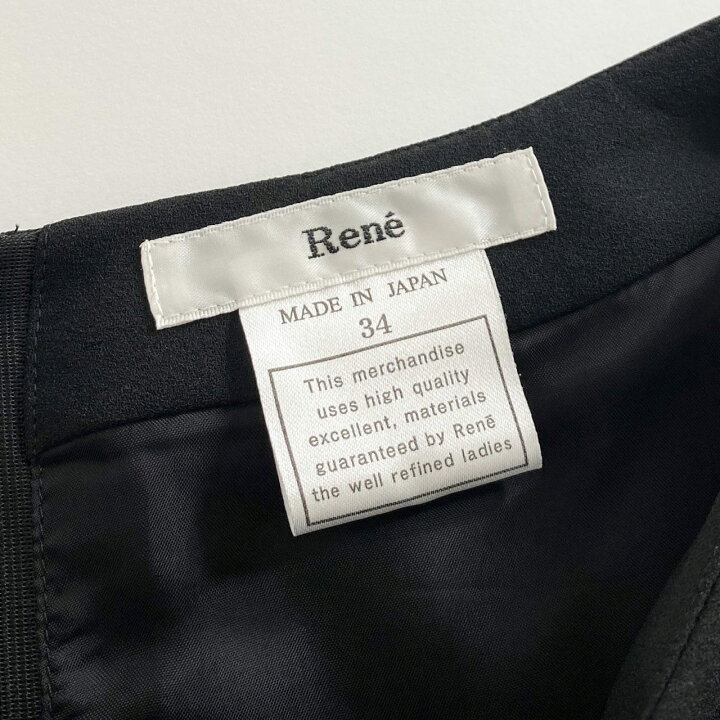 René
MADE IN JAPAN
34
This merchandise
uses high quality
excellent, materials
guaranteed by René
the well refined ladies